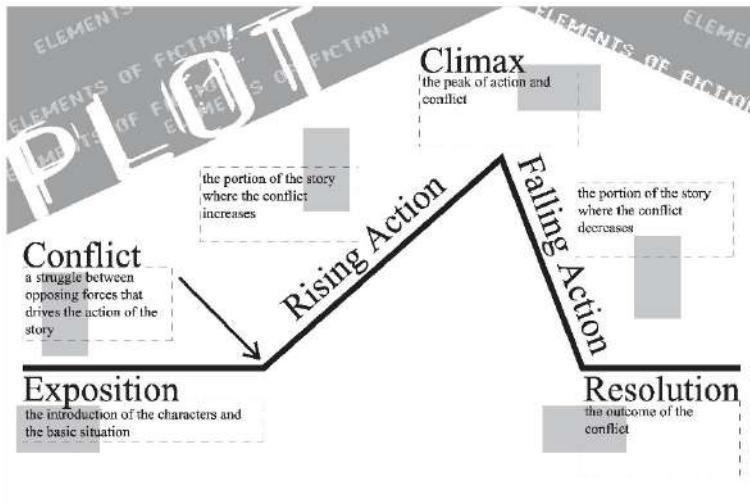 ELEMENTS OF FICTION
ELEMENTS OF FICTION
ELEMENTS OF FICTION
ELEMENTS OF FICTION
PLOT
ELEMENTS OF FICTION
ELEMEN
Climax
the peak of action and
conflict
the portion of the story
where the conflict
increases
Rising Action
Falling Action
the portion of the story
where the conflict
decreases
Conflict
a struggle between
opposing forces that
drives the action of the
story
Exposition
the introduction of the characters and
the basic situation
Resolution
the outcome of the
conflict